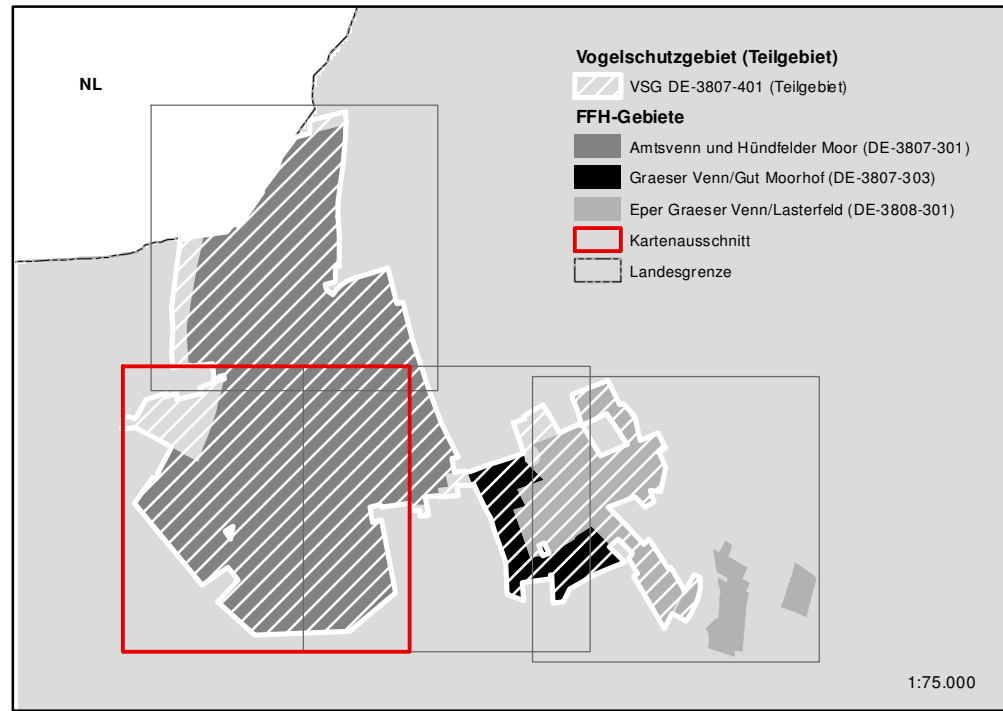 NL
Vogelschutzgebiet (Teilgebiet)
VSG DE-3807-401 (Teilgebiet)
FFH-Gebiete
Amtsvenn und Hündfelder Moor (DE-3807-301)
Graeser Venn/Gut Moorhof (DE-3807-303)
Eper Graeser Venn/Lasterfeld (DE-3808-301)
Kartenausschnitt
Landesgrenze
1:75.000